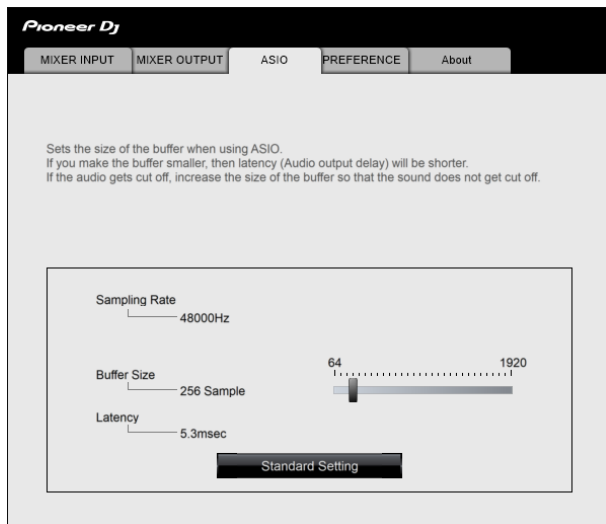 Pioneer Dj
MIXER INPUT
MIXER OUTPUT
ASIO
PREFERENCE
About
Sets the size of the buffer when using ASIO.
If you make the buffer smaller, then latency (Audio output delay) will be shorter.
If the audio gets cut off, increase the size of the buffer so that the sound does not get cut off.
Sampling Rate
48000Hz
64
1920
Buffer Size
256 Sample
Latency
5.3msec
Standard Setting